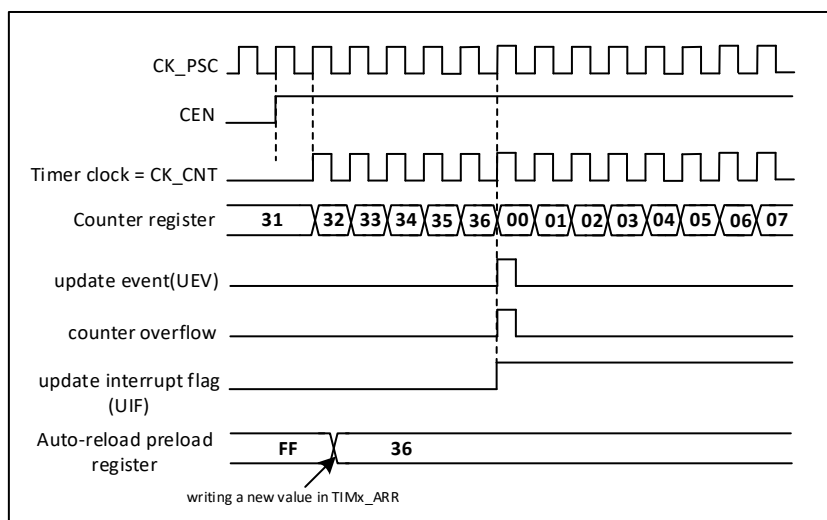 CK_PSC
CEN
Timer clock = CK_CNT
Counter register
31 32 33 34 35 36 00 01 02 03 04 05 06 07
update event(UEV)
counter overflow
update interrupt flag
(UIF)
Auto-reload preload
register
FF 36
writing a new value in TIMx_ARR